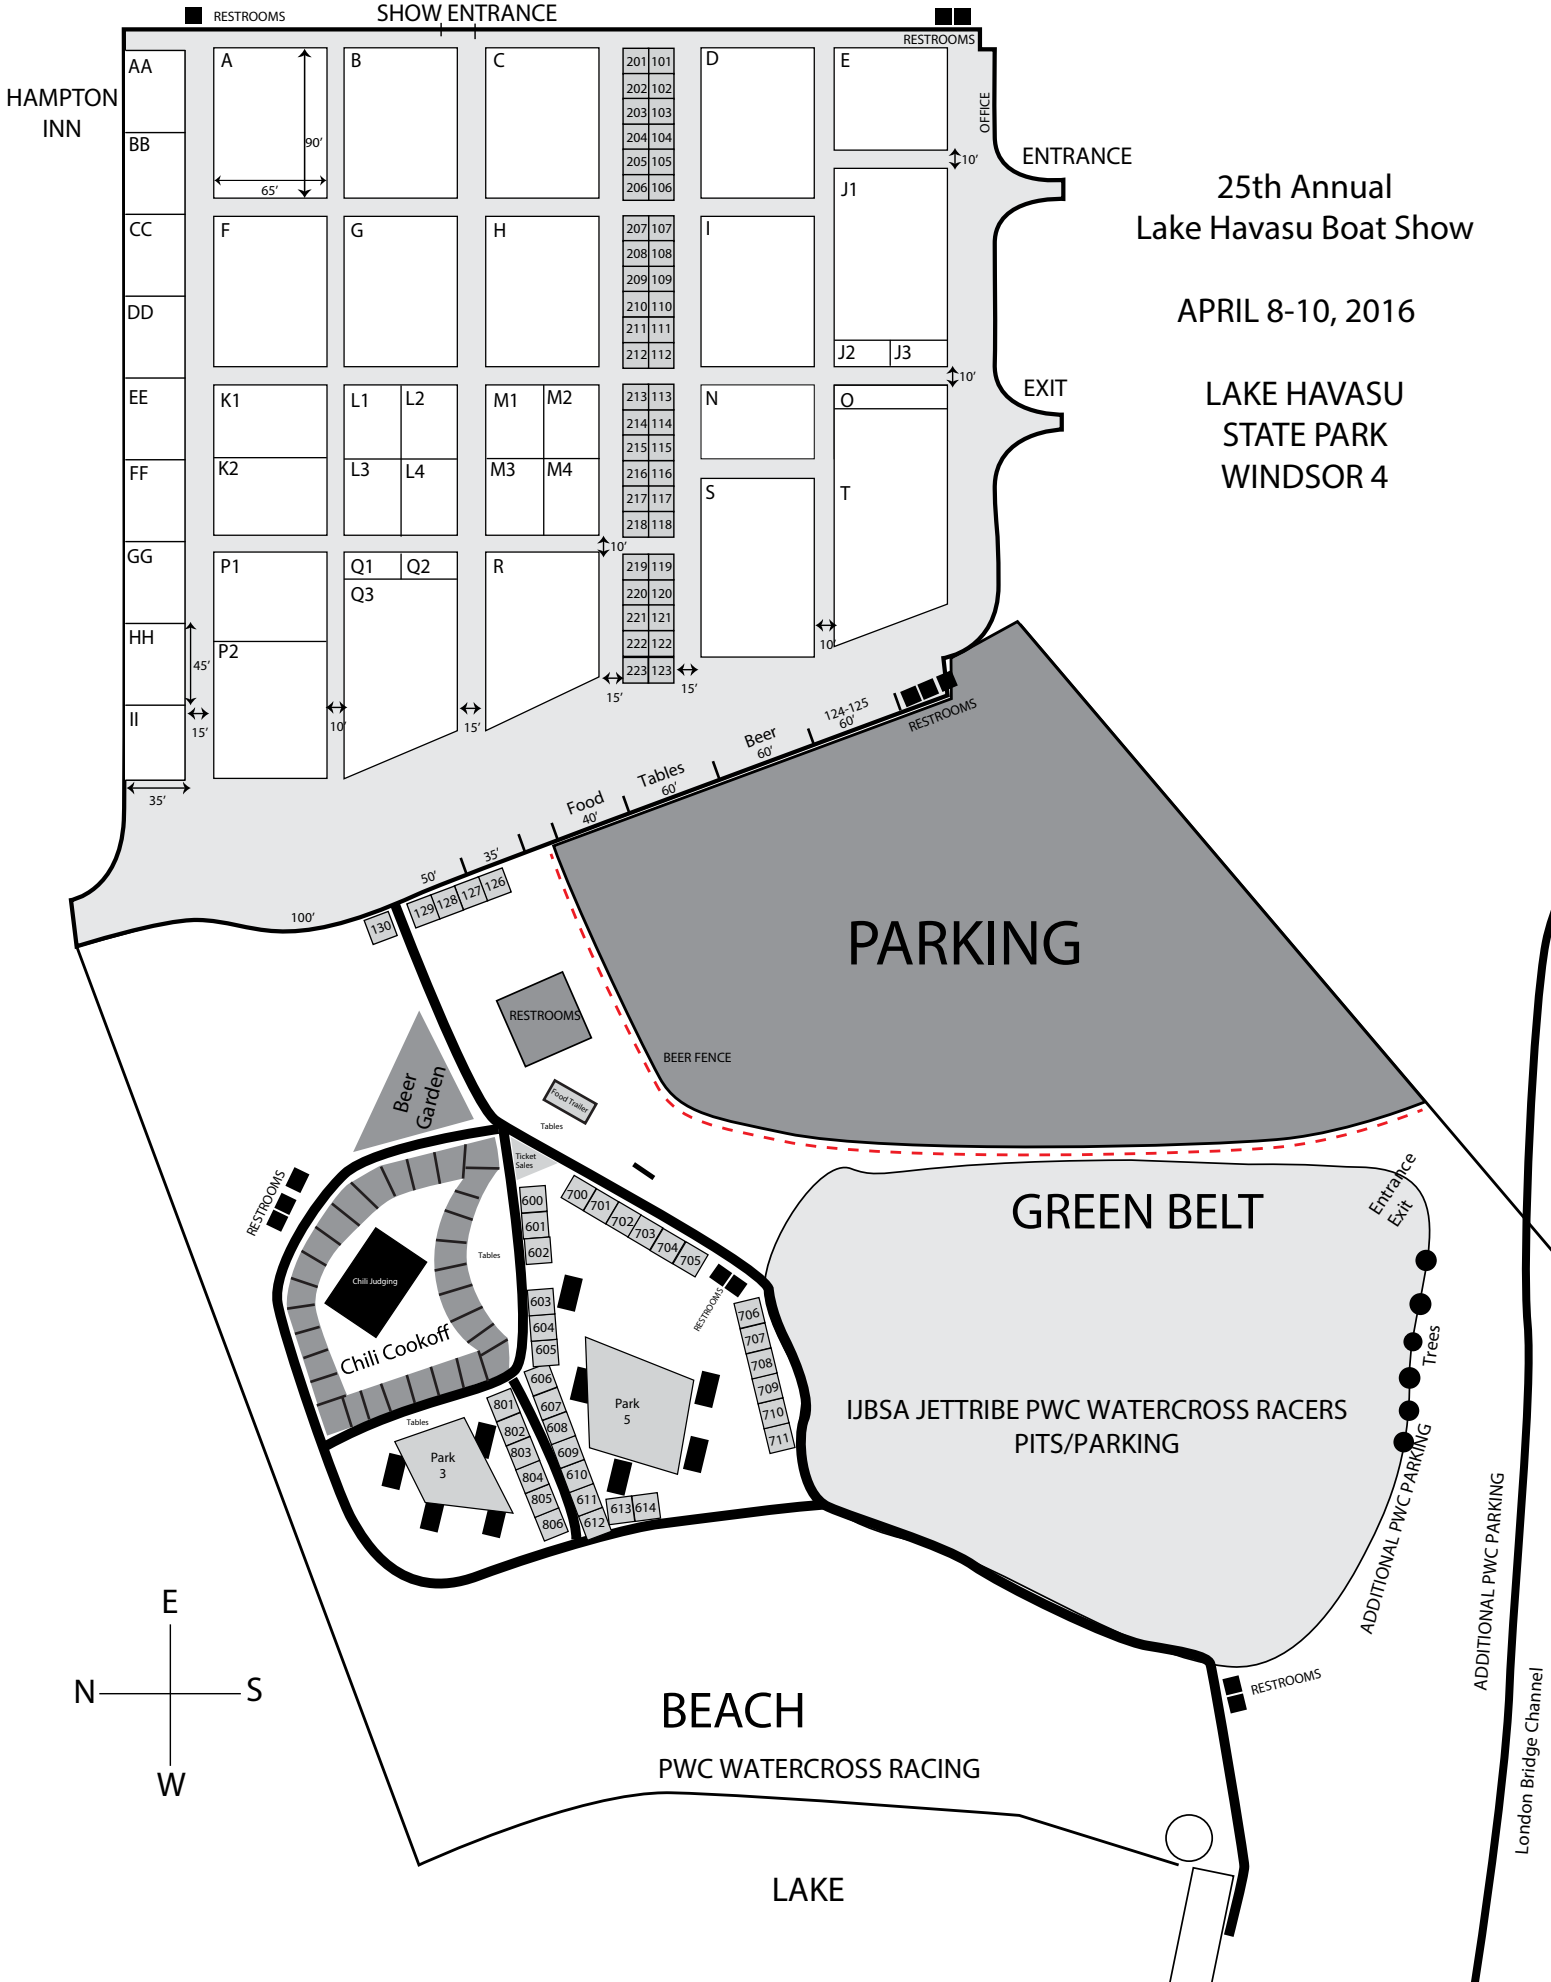 RESTROOMS
SHOW ENTRANCE
RESTROOMS
HAMPTON
INN
AA
BB
CC
DD
EE
FF
GG
HH
II
A
B
C
D
E
90'
65'
OFFICE
10'
ENTRANCE
25th Annual
Lake Havasu Boat Show
APRIL 8-10, 2016
LAKE HAVASU
STATE PARK
WINDSOR 4
201 101
202 102
203 103
204 104
205 105
206 106
F
G
H
I
J1
J2
J3
10'
EXIT
207 107
208 108
209 109
210 110
211 111
212 112
K1
K2
L1
L2
L3
L4
M1
M2
M3
M4
N
O
S
T
213 113
214 114
215 115
216 116
217 117
218 118
10'
P1
P2
Q1
Q2
Q3
R
219 119
220 120
221 121
222 122
223 123
45'
15'
35'
10'
15'
15'
15'
10'
RESTROOMS
124-125
60'
Beer
60'
Tables
60'
Food
40'
35'
50'
100'
130
129
128
127
126
PARKING
RESTROOMS
BEER FENCE
Beer
Garden
Food Trailer
Tables
Ticket
Sales
RESTROOMS
Chili Judging
Tables
Chili Cookoff
Tables
600
601
602
603
604
605
606
607
608
609
610
611
612
613
614
700
701
702
703
704
705
RESTROOMS
706
707
708
709
710
711
801
802
803
804
805
806
Park
3
Park
5
GREEN BELT
Entrance
Exit
Trees
IJBSA JETTRIBE PWC WATERCROSS RACERS
PITS/PARKING
ADDITIONAL PWC PARKING
ADDITIONAL PWC PARKING
London Bridge Channel
RESTROOMS
E
N
S
W
BEACH
PWC WATERCROSS RACING
LAKE